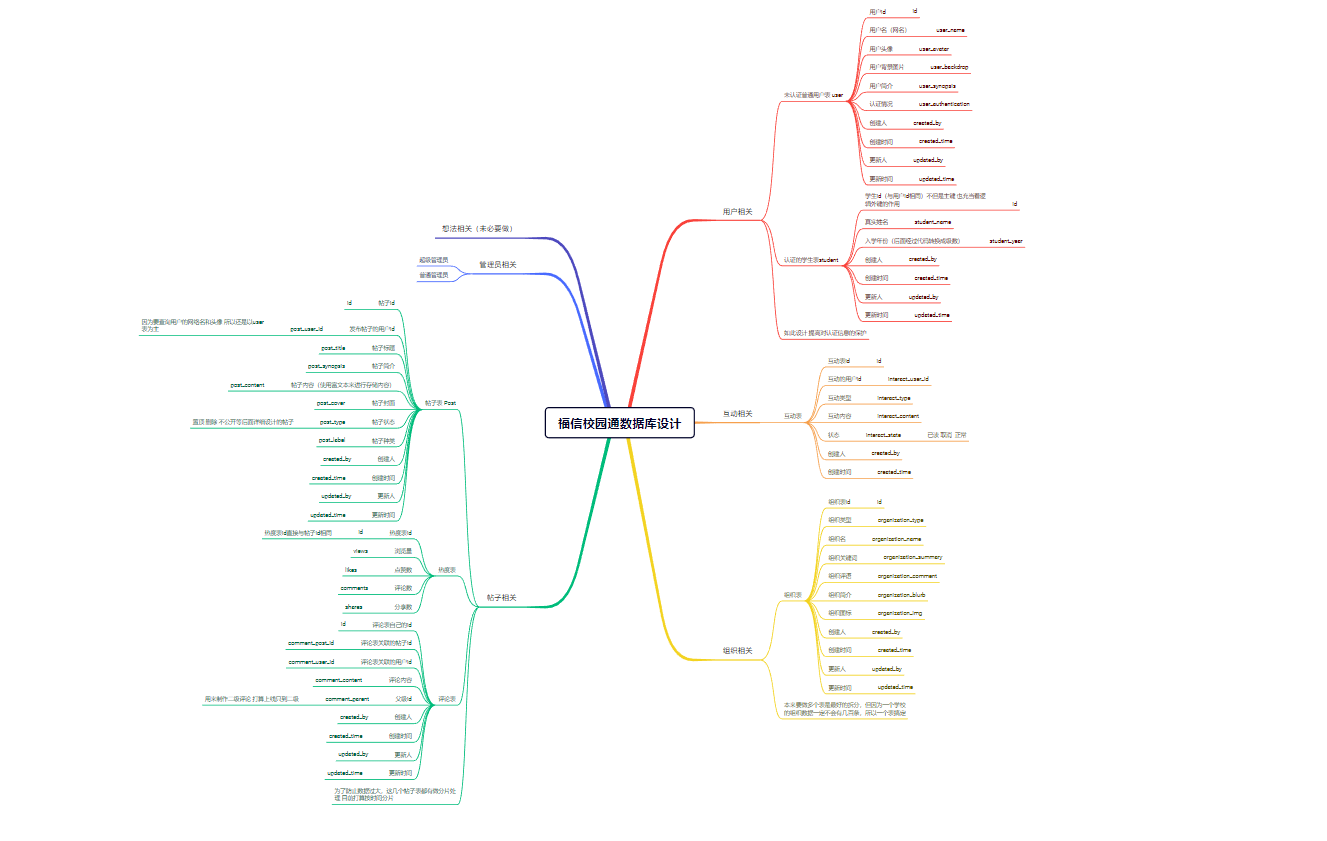 福信校园通数据库设计
用户相关
未认证普通用户表 user
用户id id
用户名（网名） user_name
用户头像 user_avatar
用户背景图片 user_backdrop
用户简介 user_synopsis
认证情况 user_authentication
创建人 created_by
创建时间 created_time
更新人 updated_by
更新时间 updated_time
认证的学生表student
学生id（与用户id相同）不但是主键 也充当着逻
辑外键的作用 id
真实姓名 student_name
入学年份（后面经过代码转换成级数） student_year
创建人 created_by
创建时间 created_time
更新人 updated_by
更新时间 updated_time
如此设计 提高对认证信息的保护
互动相关
互动表
互动表id id
互动的用户id interact_user_id
互动类型 interact_type
互动内容 interact_content
状态 interact_state 已读 取消 正常
创建人 created_by
创建时间 created_time
组织相关
组织表
组织表id id
组织类型 organization_type
组织名 organization_name
组织关键词 organization_summary
组织评语 organization_comment
组织简介 organization_blurb
组织图标 organization_img
创建人 created_by
创建时间 created_time
更新人 updated_by
更新时间 updated_time
本来要做多个表是最好的拆分，但因为一个学校
的组织数据一定不会有几百条，所以一个表搞定
想法相关（未必要做）
管理员相关
超级管理员
普通管理员
帖子相关
帖子表 Post
帖子id id
发布帖子的用户id post_user_id 因为要查询用户的网络名和头像 所以还是以user
表为主
帖子标题 post_title
帖子简介 post_synopsis
帖子内容（使用富文本来进行存储内容） post_content
帖子封面 post_cover
帖子状态 post_type 置顶 删除 不公开等后面详细设计的帖子
帖子种类 post_label
创建人 created_by
创建时间 created_time
更新人 updated_by
更新时间 updated_time
热度表
热度表id id 热度表id直接与帖子id相同
浏览量 views
点赞数 likes
评论数 comments
分享数 shares
评论表
评论表自己的id id
评论表关联的帖子id comment_post_id
评论表关联的用户id comment_user_id
评论内容 comment_content
父级id comment_parent 用来制作二级评论 打算上线只到二级
创建人 created_by
创建时间 created_time
更新人 updated_by
更新时间 updated_time
为了防止数据过大，这几个帖子表都有做分片处
理 目前打算按时间分片